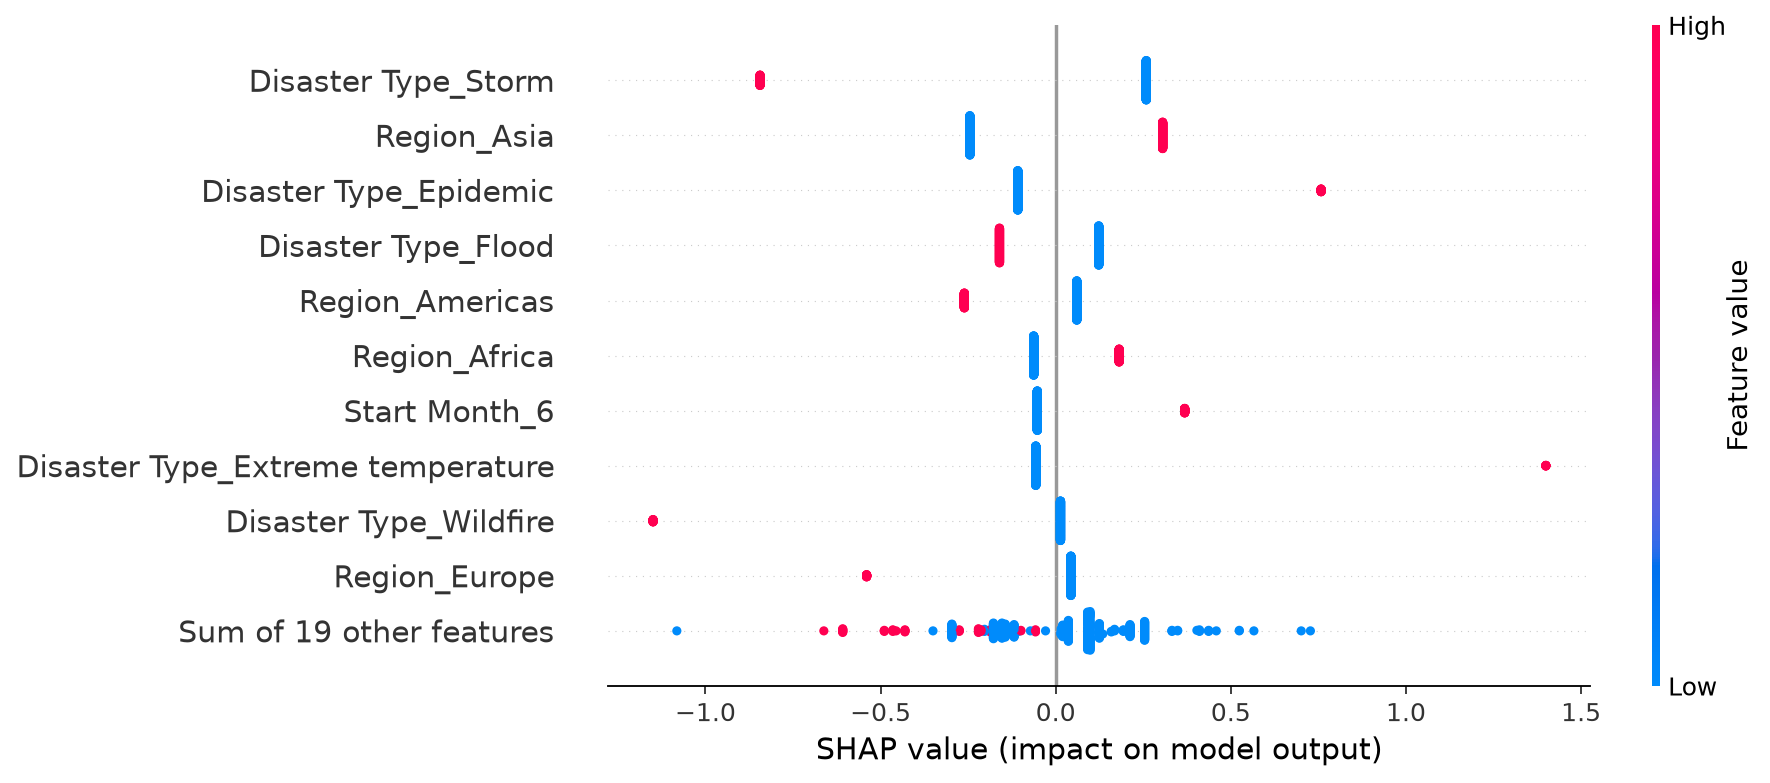 High
Disaster Type_Storm
Region_Asia
Disaster Type_Epidemic
Disaster Type_Flood
Region_Americas
Region_Africa
Start Month_6
Disaster Type_Extreme temperature
Disaster Type_Wildfire
Region_Europe
Sum of 19 other features
Feature value
Low
−1.0 −0.5 0.0 0.5 1.0 1.5
SHAP value (impact on model output)